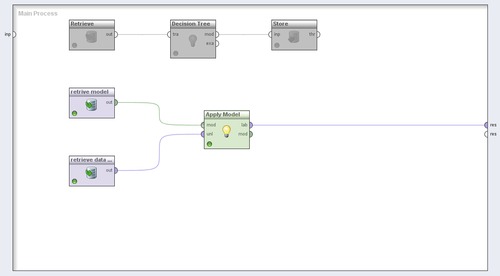 Main Process
Retrieve
Decision Tree
Store
inp
out
tra
mod
exa
inp
thr
retrive model
out
Apply Model
mod
lab
res
unl
mod
res
retrieve data ...
out